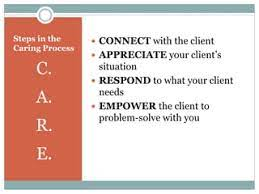 Steps in the
Caring Process
C.
A.
R.
E.
CONNECT with the client
APPRECIATE your client's
situation
RESPOND to what your client
needs
EMPOWER the client to
problem-solve with you